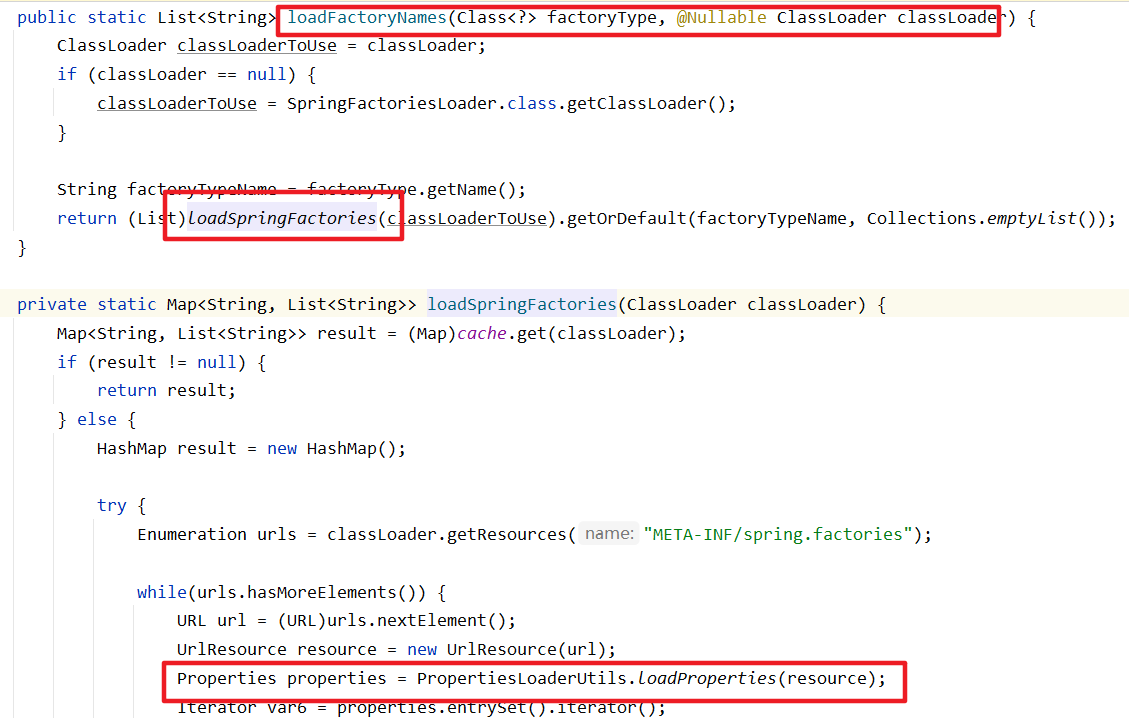 public static List<String> loadFactoryNames(Class<?> factoryType, @Nullable ClassLoader classLoader) {
ClassLoader classLoaderToUse = classLoader;
if (classLoader == null) {
classLoaderToUse = SpringFactoriesLoader.class.getClassLoader();
}
String factoryTypeName = factoryType.getName();
return (List)loadSpringFactories(classLoaderToUse).getOrDefault(factoryTypeName, Collections.emptyList());
}
private static Map<String, List<String>> loadSpringFactories(ClassLoader classLoader) {
Map<String, List<String>> result = (Map)cache.get(classLoader);
if (result != null) {
return result;
} else {
HashMap result = new HashMap();
try {
Enumeration urls = classLoader.getResources( name: "META-INF/spring.factories");
while(urls.hasMoreElements()) {
URL url = (URL)urls.nextElement();
UrlResource resource = new UrlResource(url);
Properties properties = PropertiesLoaderUtils.loadProperties(resource);
Iterator var6 = properties.entrySet().iterator();